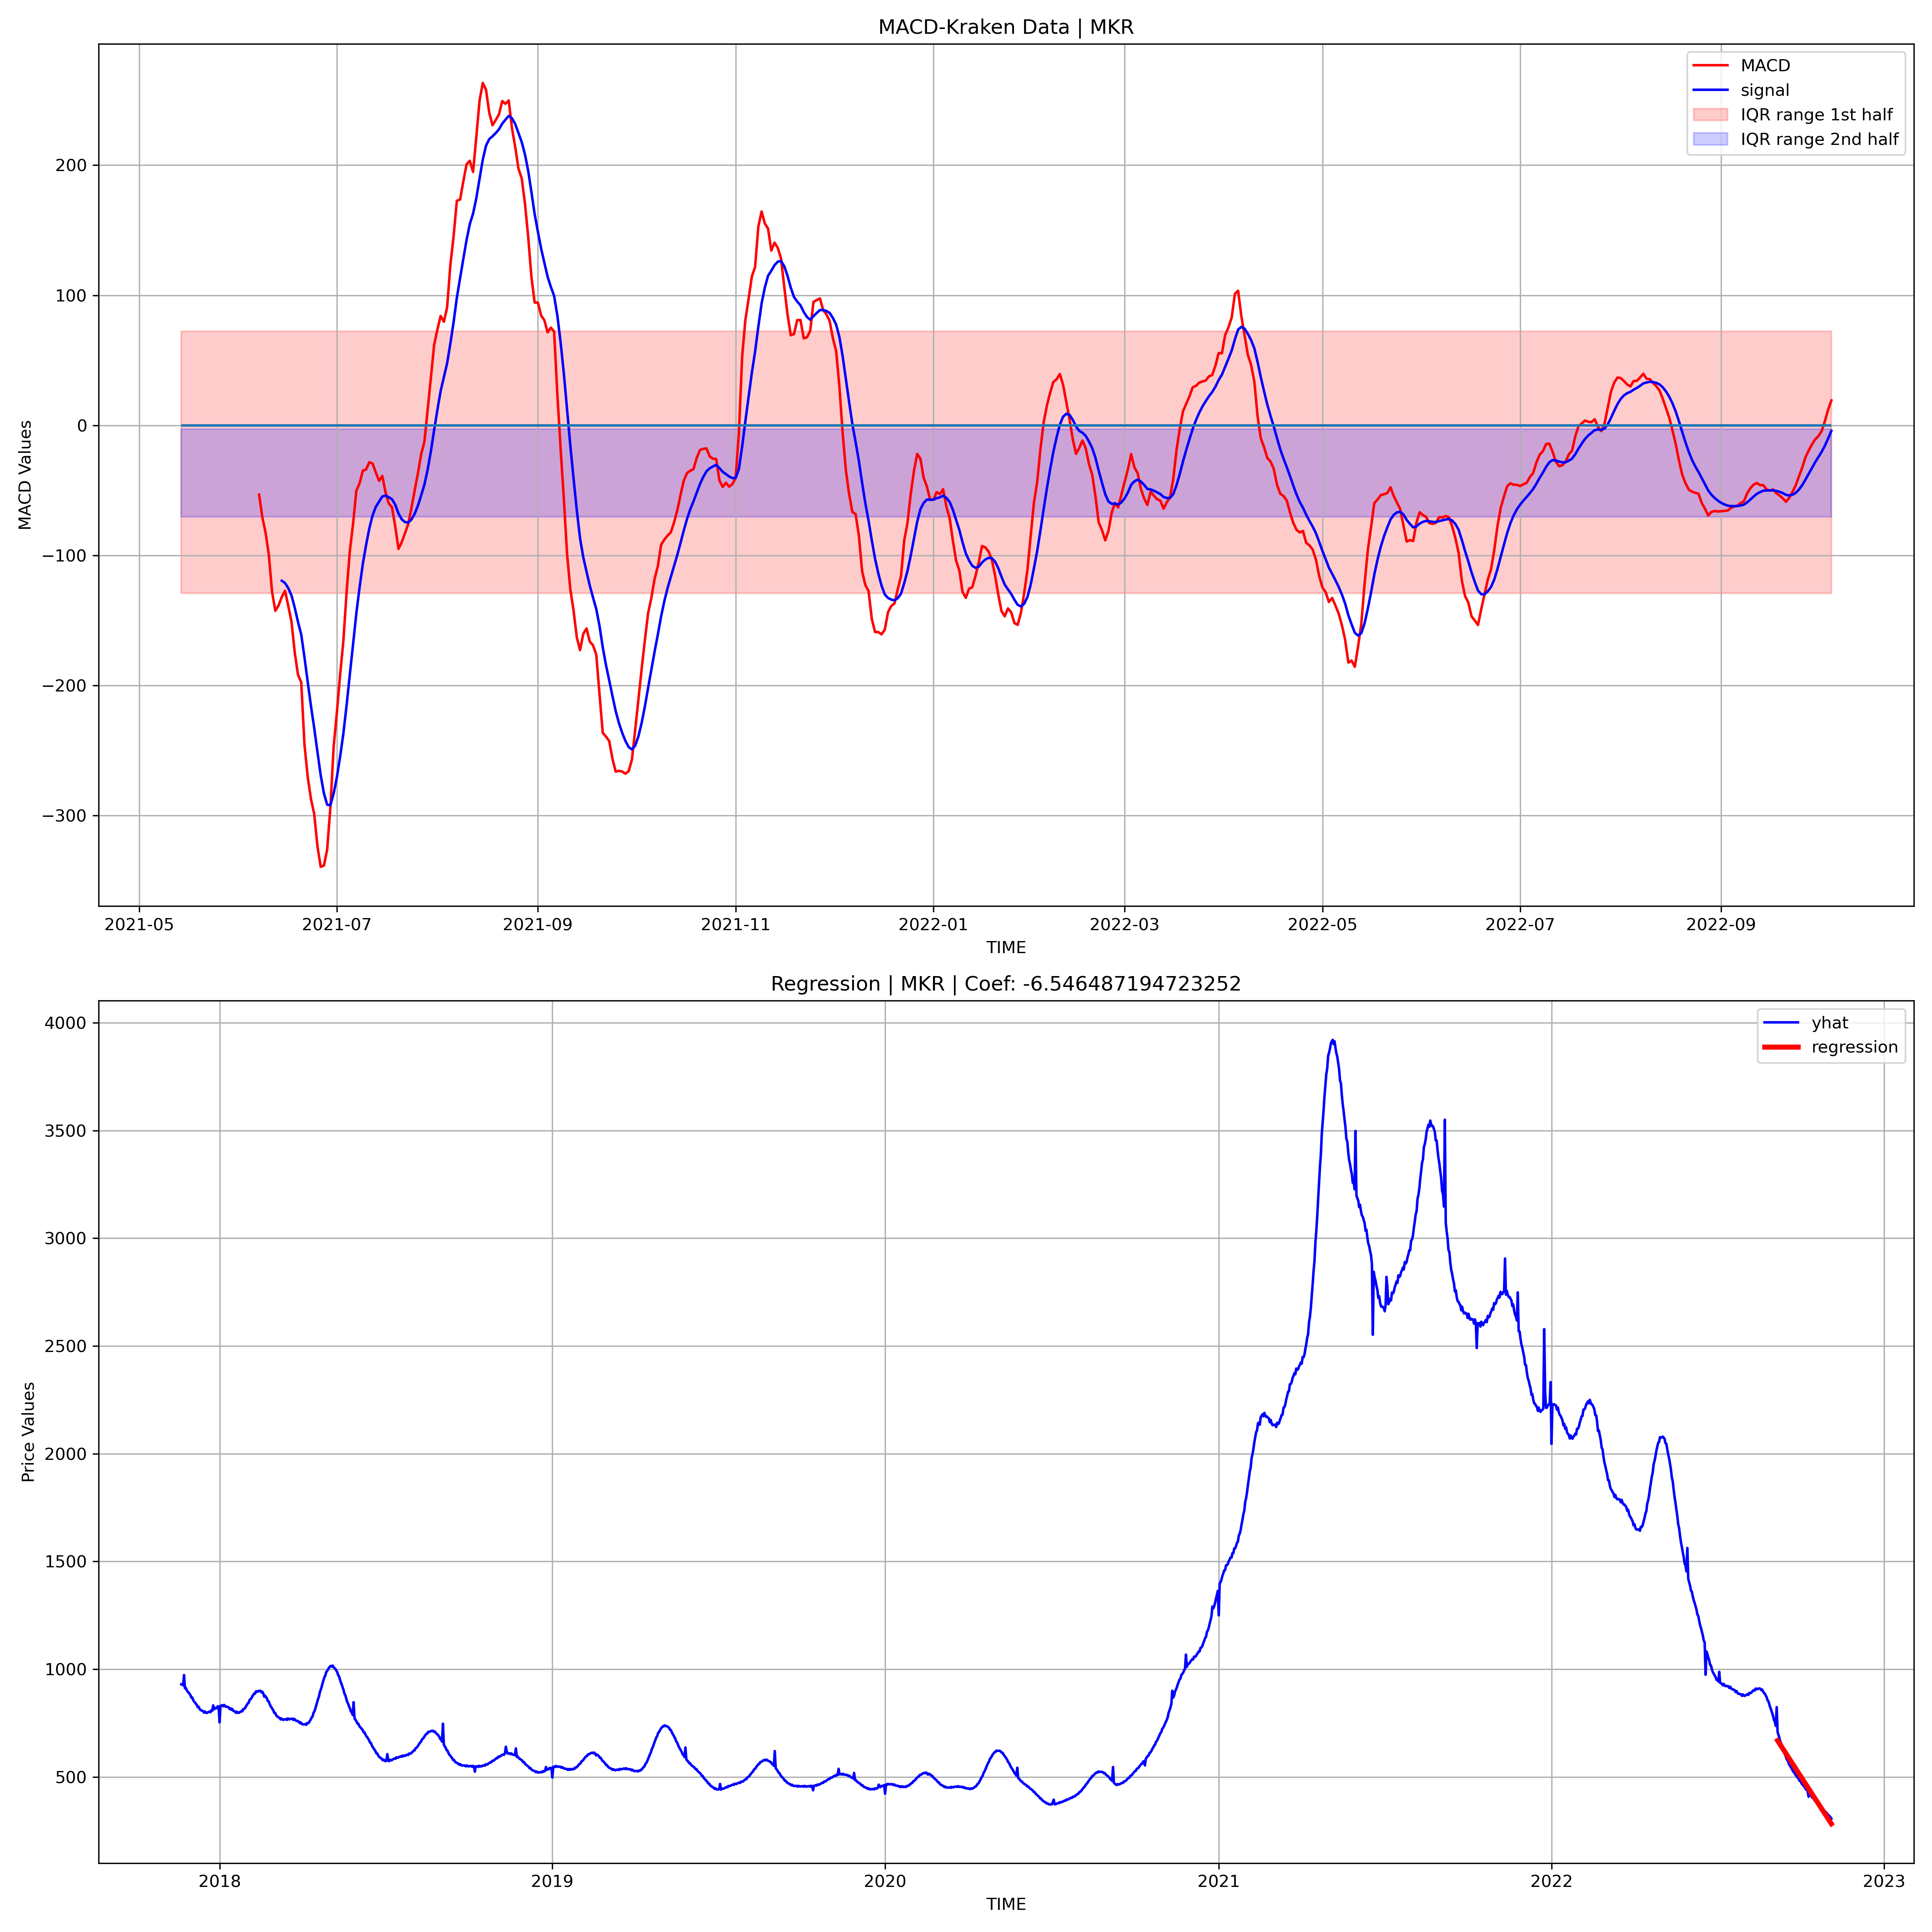 MACD-Kraken Data | MKR
MACD
signal
IQR range 1st half
IQR range 2nd half
200
100
0
−100
−200
−300
MACD Values
2021-05 2021-07 2021-09 2021-11 2022-01 2022-03 2022-05 2022-07 2022-09
TIME
Regression | MKR | Coef: -6.546487194723252
yhat
regression
4000
3500
3000
2500
2000
1500
1000
500
Price Values
2018 2019 2020 2021 2022 2023
TIME